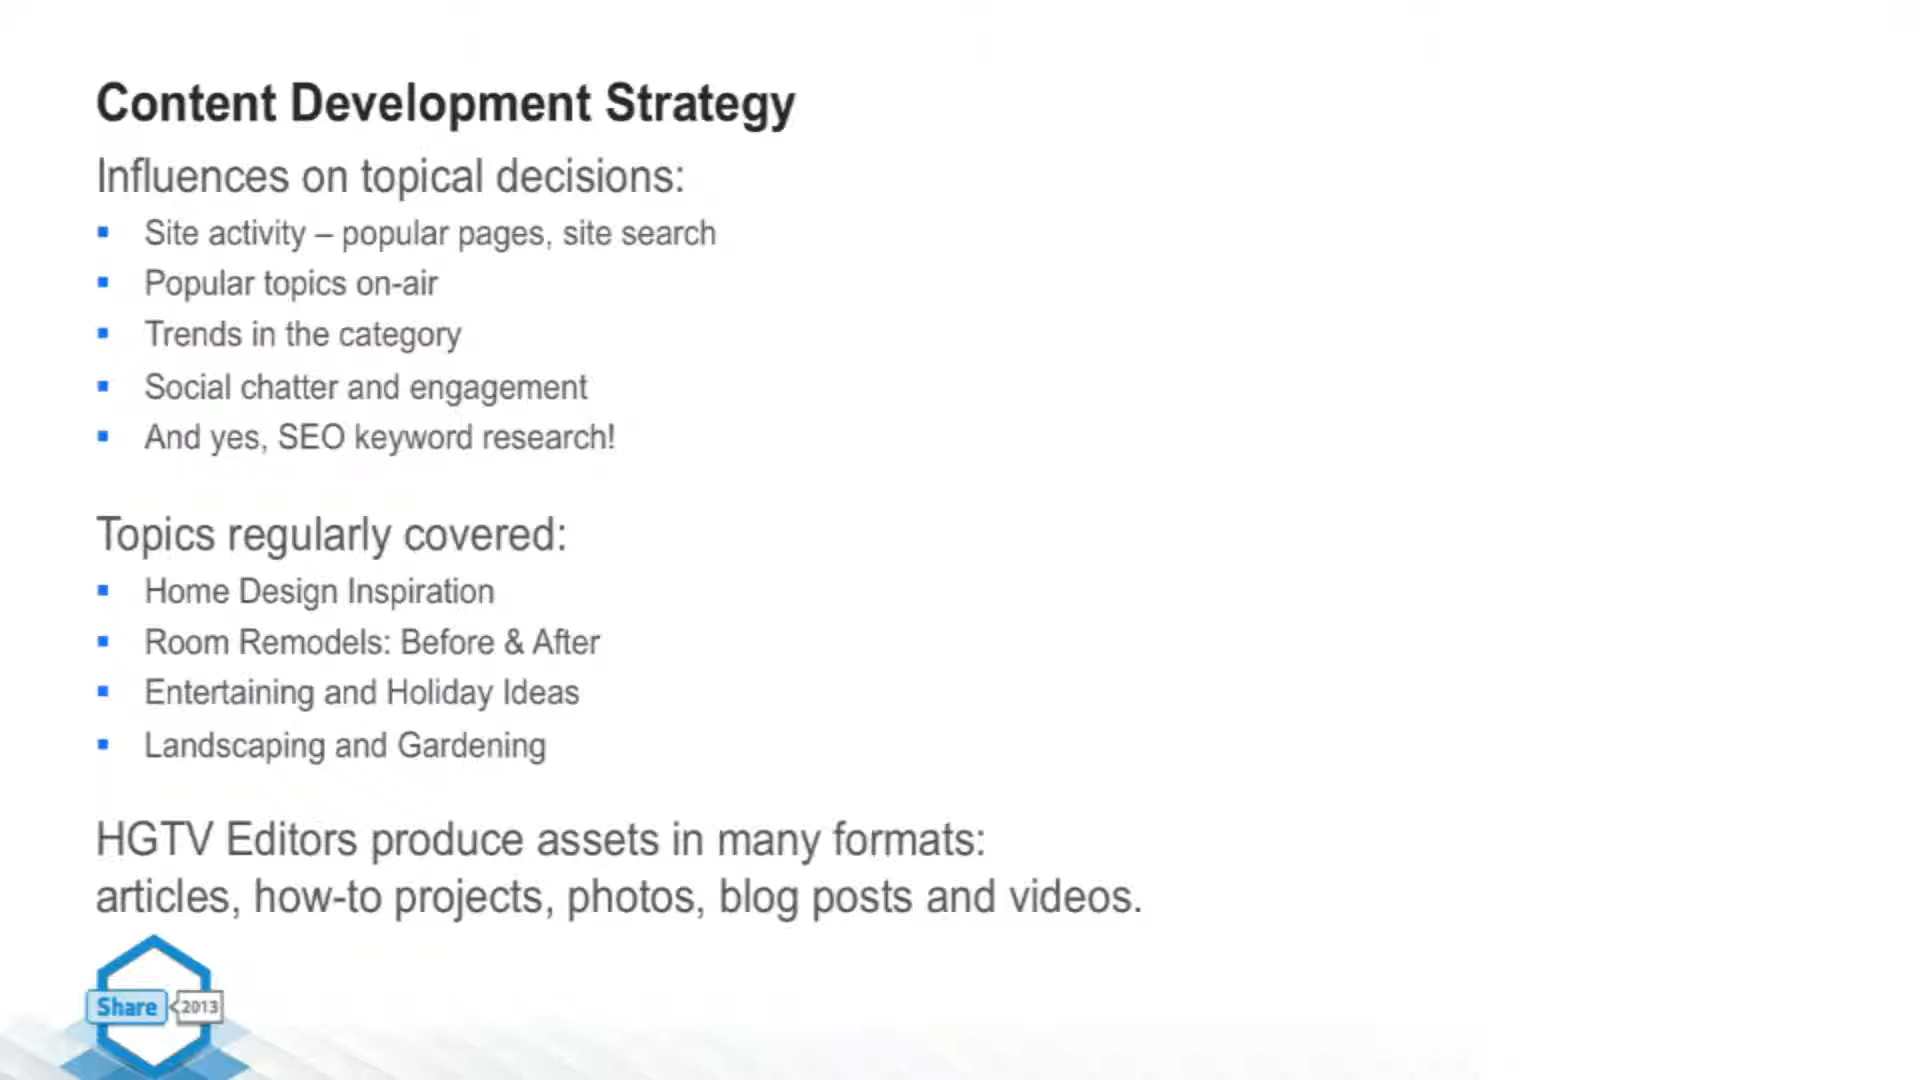 Content Development Strategy
Influences on topical decisions:
Site activity – popular pages, site search
Popular topics on-air
Trends in the category
Social chatter and engagement
And yes, SEO keyword research!
Topics regularly covered:
Home Design Inspiration
Room Remodels: Before & After
Entertaining and Holiday Ideas
Landscaping and Gardening
HGTV Editors produce assets in many formats:
articles, how-to projects, photos, blog posts and videos.
Share 2013